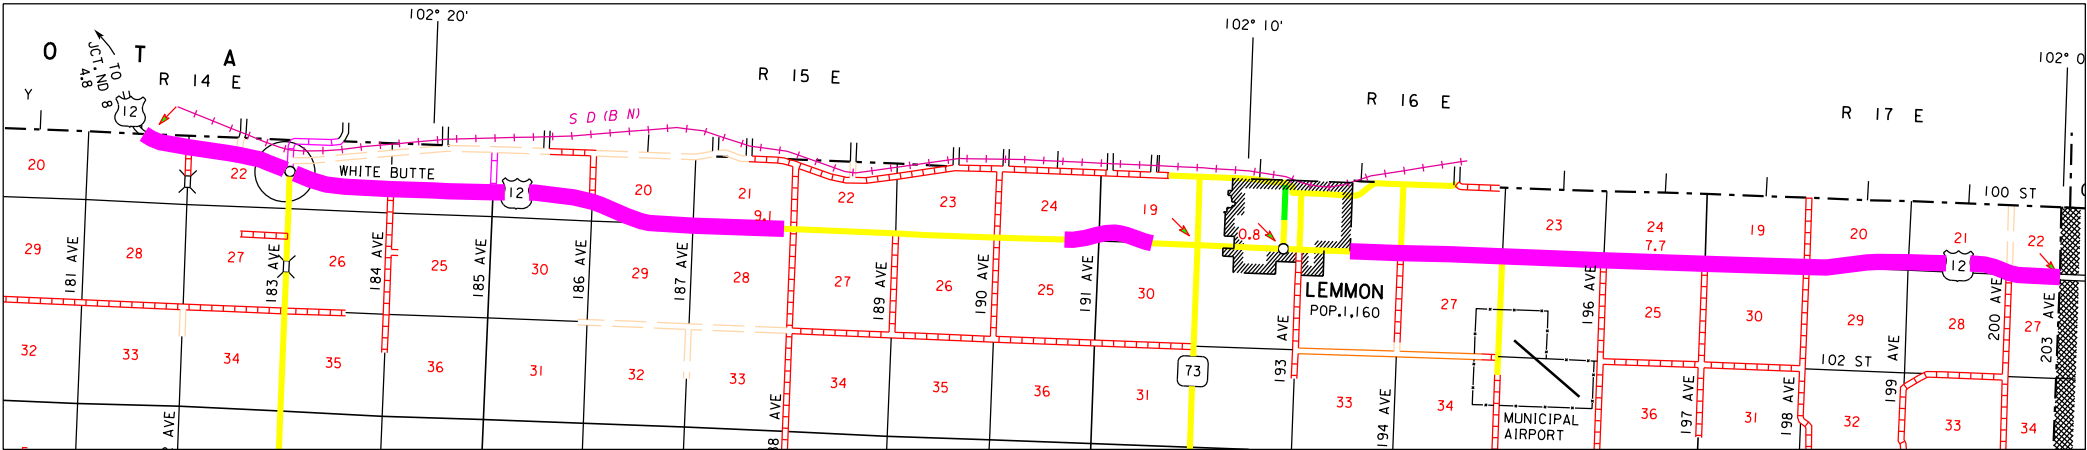 102° 20'
102° 10'
102° 0
O T A
TO
JCT. ND 8
4.8
R 14 E
R 15 E
R 16 E
R 17 E
Y
12
S D (B N)
WHITE BUTTE
12
20
22
20
21
22
23
24
19
9.1
0.8
23
24
7.7
19
20
21
22
100 ST
12
29
181 AVE
28
27
183 AVE
26
184 AVE
25
185 AVE
30
186 AVE
29
187 AVE
28
27
189 AVE
26
190 AVE
25
191 AVE
30
LEMMON
POP. 1,160
193 AVE
27
196 AVE
25
30
29
28
200 AVE
27
203 AVE
32
33
34
35
36
31
32
33
34
35
36
31
73
33
194 AVE
34
MUNICIPAL
AIRPORT
36
197 AVE
31
198 AVE
102 ST
32
199 AVE
33
34
AVE
88 AVE